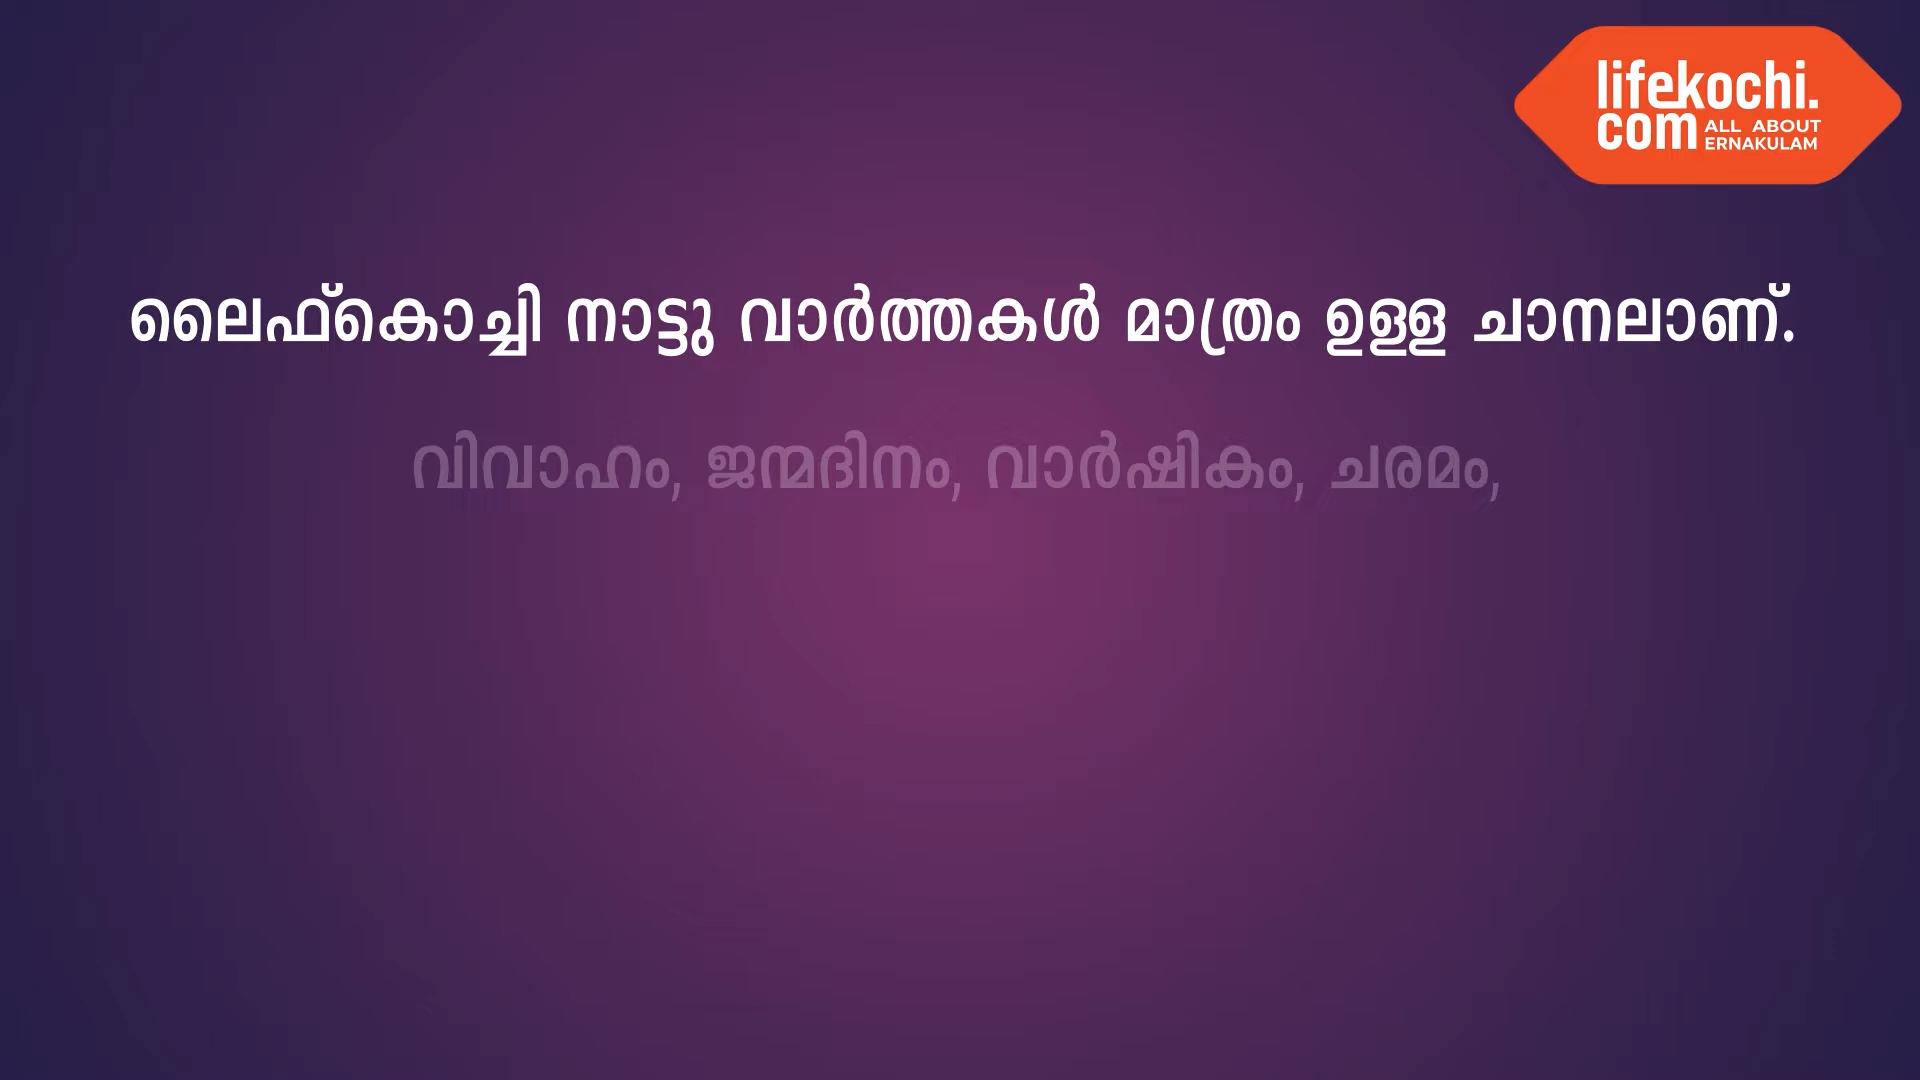 lifekochi.
com ALL ABOUT
ERNAKULAM
ലൈഫ്കൊച്ചി നാട്ടു വാർത്തകൾ മാത്രം ഉള്ള ചാനലാണ്.
വിവാഹം, ജന്മദിനം, വാർഷികം, ചരമം,